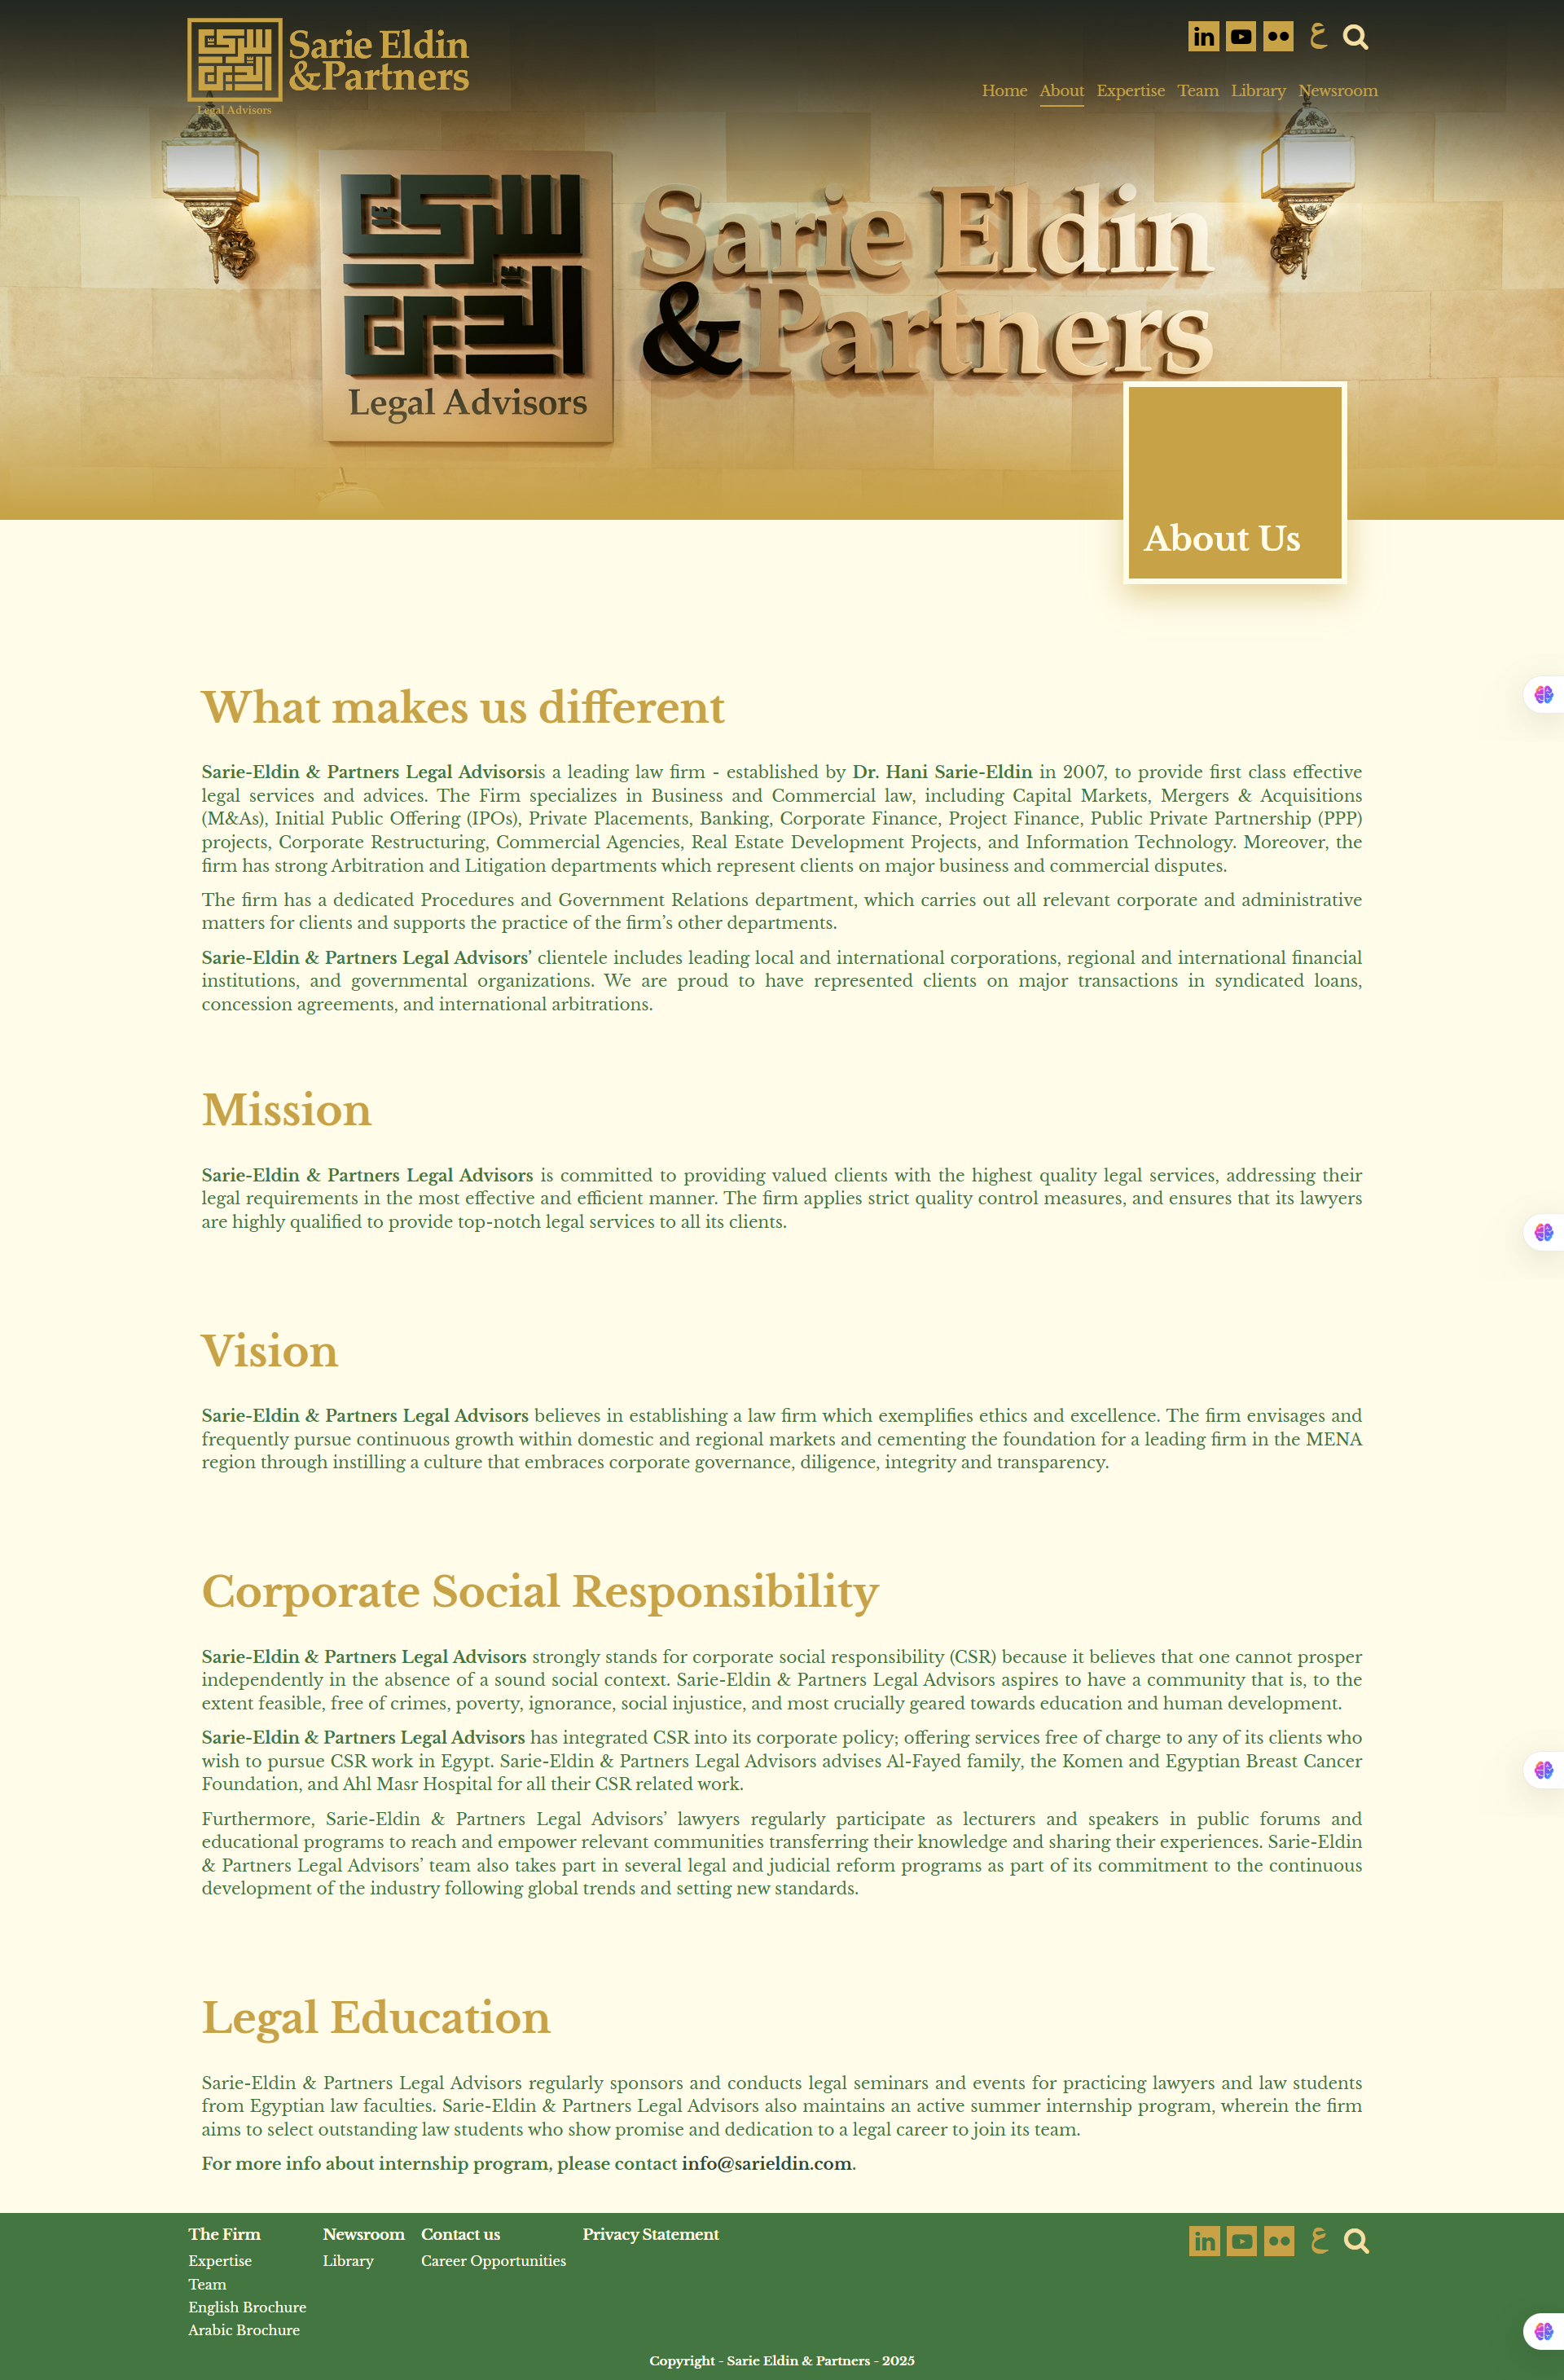 سرى الدين
Sarie Eldin
&Partners
Legal Advisors
ع
Home About Expertise Team Library Newsroom
سرى الدين
Legal Advisors
Sarie Eldin
&Partners
About Us
What makes us different
Sarie-Eldin & Partners Legal Advisorsis a leading law firm - established by Dr. Hani Sarie-Eldin in 2007, to provide first class effective
legal services and advices. The Firm specializes in Business and Commercial law, including Capital Markets, Mergers & Acquisitions
(M&As), Initial Public Offering (IPOs), Private Placements, Banking, Corporate Finance, Project Finance, Public Private Partnership (PPP)
projects, Corporate Restructuring, Commercial Agencies, Real Estate Development Projects, and Information Technology. Moreover, the
firm has strong Arbitration and Litigation departments which represent clients on major business and commercial disputes.
The firm has a dedicated Procedures and Government Relations department, which carries out all relevant corporate and administrative
matters for clients and supports the practice of the firm’s other departments.
Sarie-Eldin & Partners Legal Advisors’ clientele includes leading local and international corporations, regional and international financial
institutions, and governmental organizations. We are proud to have represented clients on major transactions in syndicated loans,
concession agreements, and international arbitrations.
Mission
Sarie-Eldin & Partners Legal Advisors is committed to providing valued clients with the highest quality legal services, addressing their
legal requirements in the most effective and efficient manner. The firm applies strict quality control measures, and ensures that its lawyers
are highly qualified to provide top-notch legal services to all its clients.
Vision
Sarie-Eldin & Partners Legal Advisors believes in establishing a law firm which exemplifies ethics and excellence. The firm envisages and
frequently pursue continuous growth within domestic and regional markets and cementing the foundation for a leading firm in the MENA
region through instilling a culture that embraces corporate governance, diligence, integrity and transparency.
Corporate Social Responsibility
Sarie-Eldin & Partners Legal Advisors strongly stands for corporate social responsibility (CSR) because it believes that one cannot prosper
independently in the absence of a sound social context. Sarie-Eldin & Partners Legal Advisors aspires to have a community that is, to the
extent feasible, free of crimes, poverty, ignorance, social injustice, and most crucially geared towards education and human development.
Sarie-Eldin & Partners Legal Advisors has integrated CSR into its corporate policy; offering services free of charge to any of its clients who
wish to pursue CSR work in Egypt. Sarie-Eldin & Partners Legal Advisors advises Al-Fayed family, the Komen and Egyptian Breast Cancer
Foundation, and Ahl Masr Hospital for all their CSR related work.
Furthermore, Sarie-Eldin & Partners Legal Advisors’ lawyers regularly participate as lecturers and speakers in public forums and
educational programs to reach and empower relevant communities transferring their knowledge and sharing their experiences. Sarie-Eldin
& Partners Legal Advisors’ team also takes part in several legal and judicial reform programs as part of its commitment to the continuous
development of the industry following global trends and setting new standards.
Legal Education
Sarie-Eldin & Partners Legal Advisors regularly sponsors and conducts legal seminars and events for practicing lawyers and law students
from Egyptian law faculties. Sarie-Eldin & Partners Legal Advisors also maintains an active summer internship program, wherein the firm
aims to select outstanding law students who show promise and dedication to a legal career to join its team.
For more info about internship program, please contact info@sarieldin.com.
The Firm Newsroom Contact us Privacy Statement
ع
Expertise Library Career Opportunities
Team
English Brochure
Arabic Brochure
Copyright - Sarie Eldin & Partners - 2025